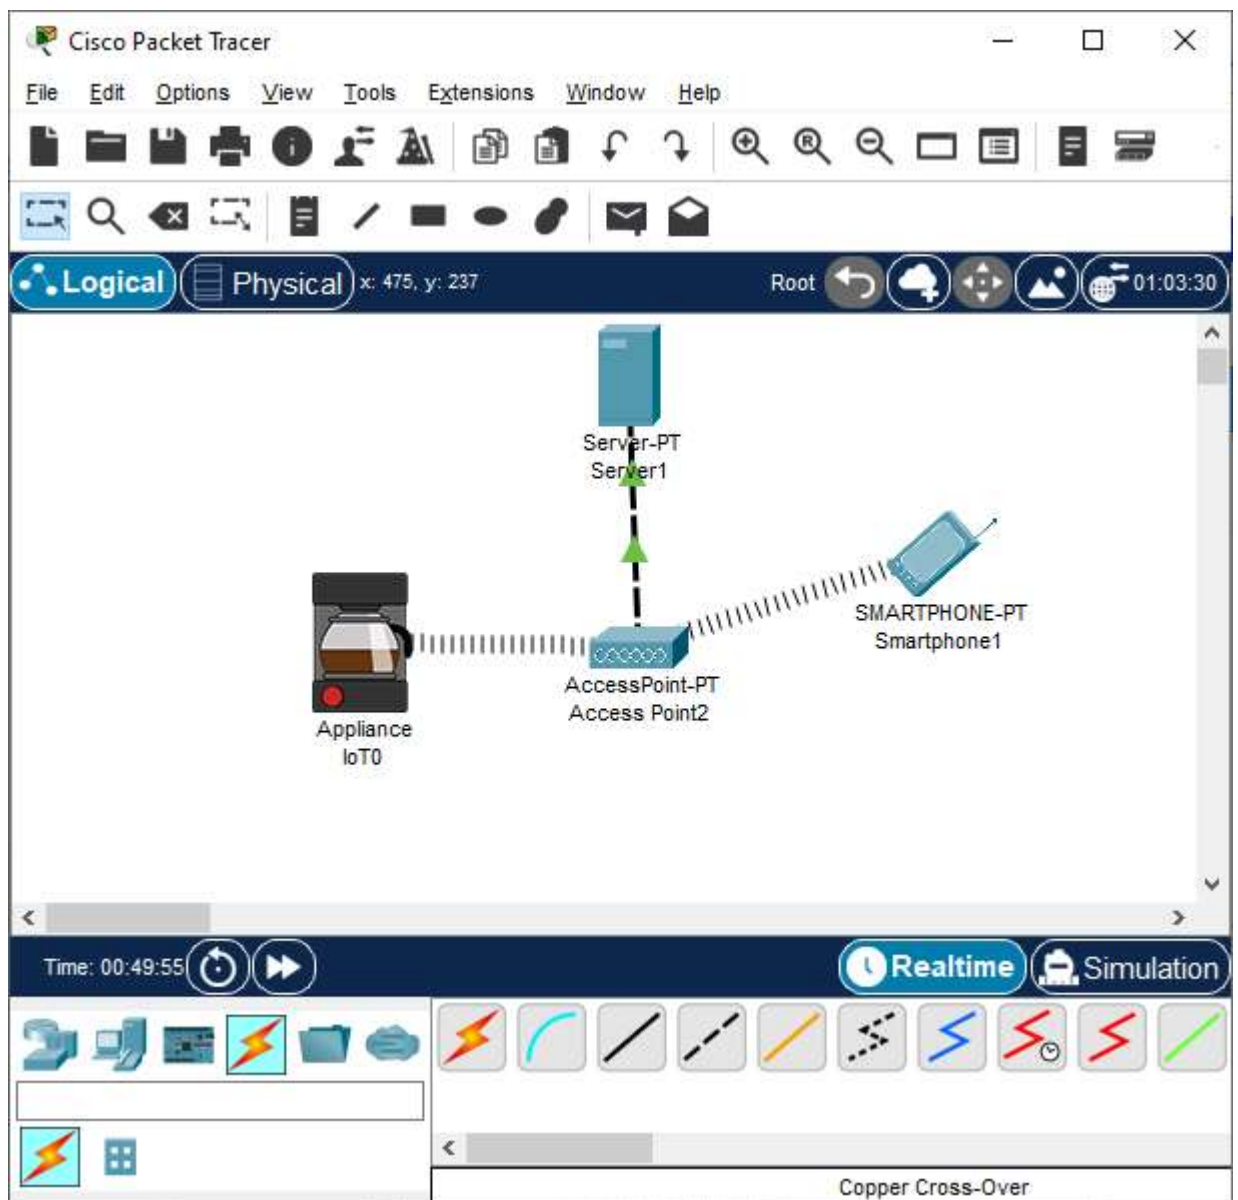 Cisco Packet Tracer
File Edit Options View Tools Extensions Window Help
Logical Physical x: 475, y: 237 Root 01:03:30
Server-PT
Server1
SMARTPHONE-PT
Smartphone1
AccessPoint-PT
Access Point2
Appliance
IoT0
Time: 00:49:55 Realtime Simulation
Copper Cross-Over